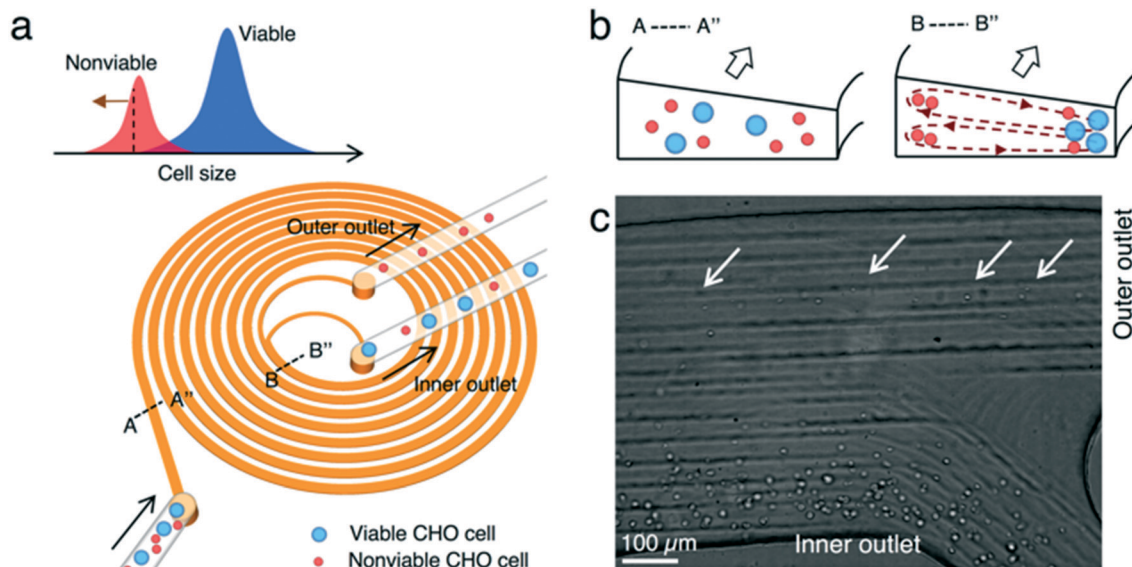 a
Viable
Nonviable
Cell size
Outer outlet
B''
B
Inner outlet
A''
A
Viable CHO cell
Nonviable CHO cell
b
A A''
B B''
c
Outer outlet
100 µm
Inner outlet